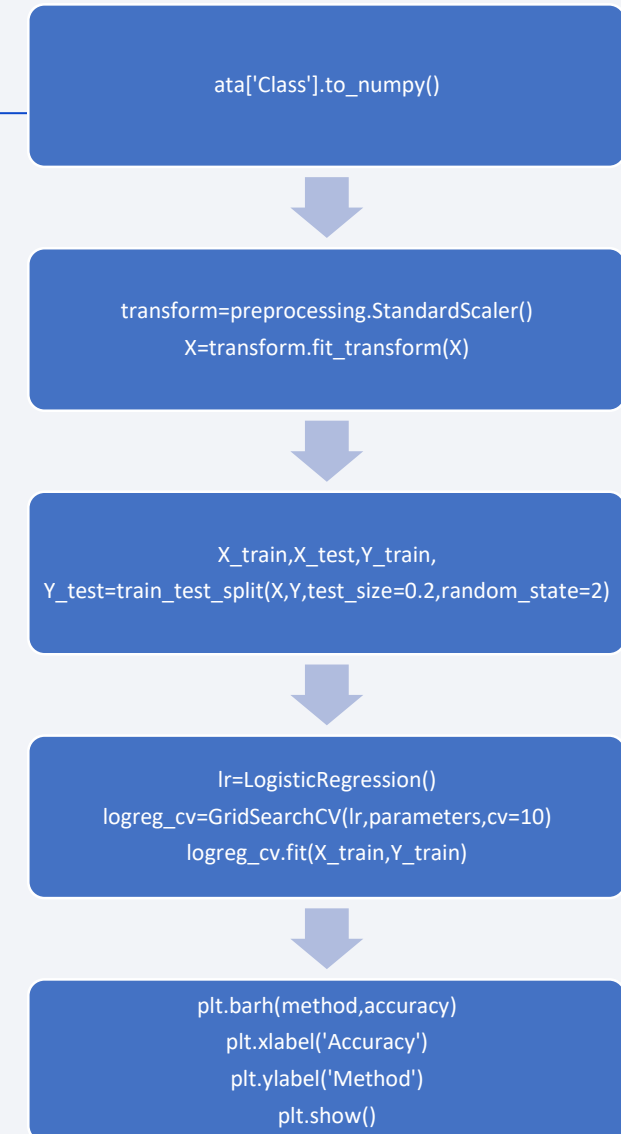 ata['Class'].to_numpy()
transform=preprocessing.StandardScaler()
X=transform.fit_transform(X)
X_train,X_test,Y_train,
Y_test=train_test_split(X,Y,test_size=0.2,random_state=2)
lr=LogisticRegression()
logreg_cv=GridSearchCV(lr,parameters,cv=10)
logreg_cv.fit(X_train,Y_train)
plt.barh(method,accuracy)
plt.xlabel('Accuracy')
plt.ylabel('Method')
plt.show()